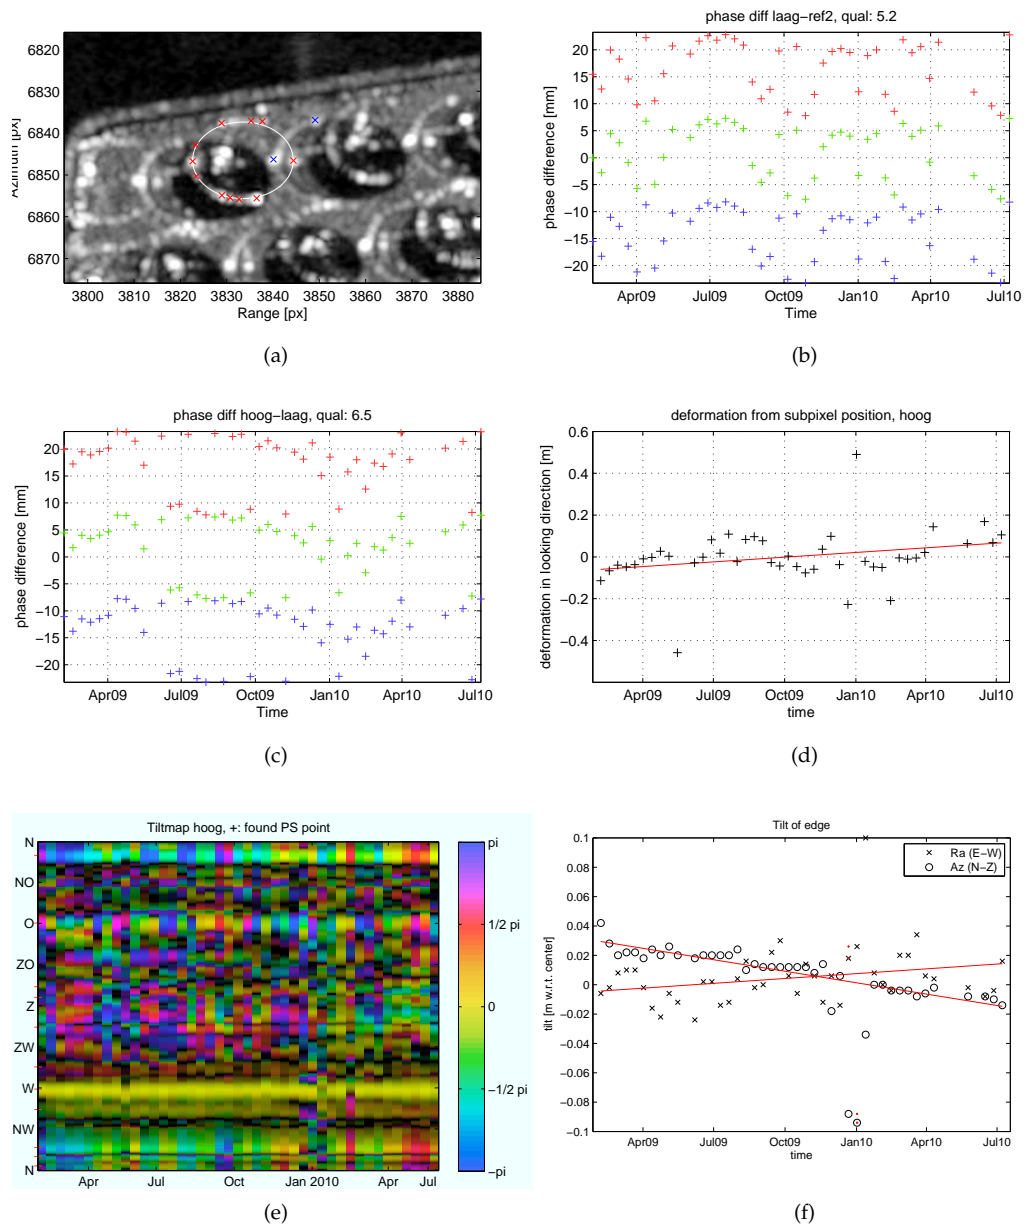 6820
6830
6840
6850
6860
6870
Azimuth [px]
3800 3810 3820 3830 3840 3850 3860 3870 3880
Range [px]
(a)
phase diff laag−ref2, qual: 5.2
20
15
10
5
0
−5
−10
−15
−20
phase difference [mm]
Apr09 Jul09 Oct09 Jan10 Apr10 Jul10
Time
(b)
phase diff hoog−laag, qual: 6.5
20
15
10
5
0
−5
−10
−15
−20
phase difference [mm]
Apr09 Jul09 Oct09 Jan10 Apr10 Jul10
Time
(c)
deformation from subpixel position, hoog
0.6
0.4
0.2
0
−0.2
−0.4
deformation in looking direction [m]
Apr09 Jul09 Oct09 Jan10 Apr10 Jul10
time
(d)
Tiltmap hoog, +: found PS point
N
NO
O
ZO
Z
ZW
W
NW
N
Apr Jul Oct Jan 2010 Apr Jul
pi
1/2 pi
0
−1/2 pi
−pi
(e)
Tilt of edge
0.1
0.08
0.06
0.04
0.02
0
−0.02
−0.04
−0.06
−0.08
−0.1
tilt [m w.r.t. center]
Ra (E−W)
Az (N−Z)
Apr09 Jul09 Oct09 Jan10 Apr10 Jul10
time
(f)